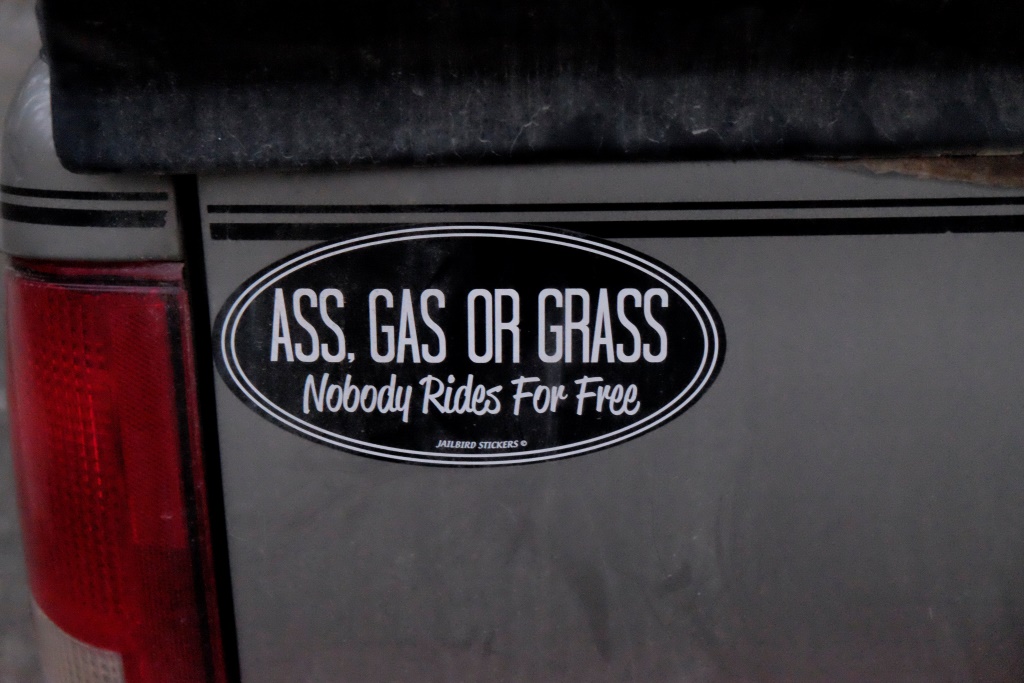 ASS, GAS OR GRASS
Nobody Rides For Free
JAILBIRD STICKERS ©